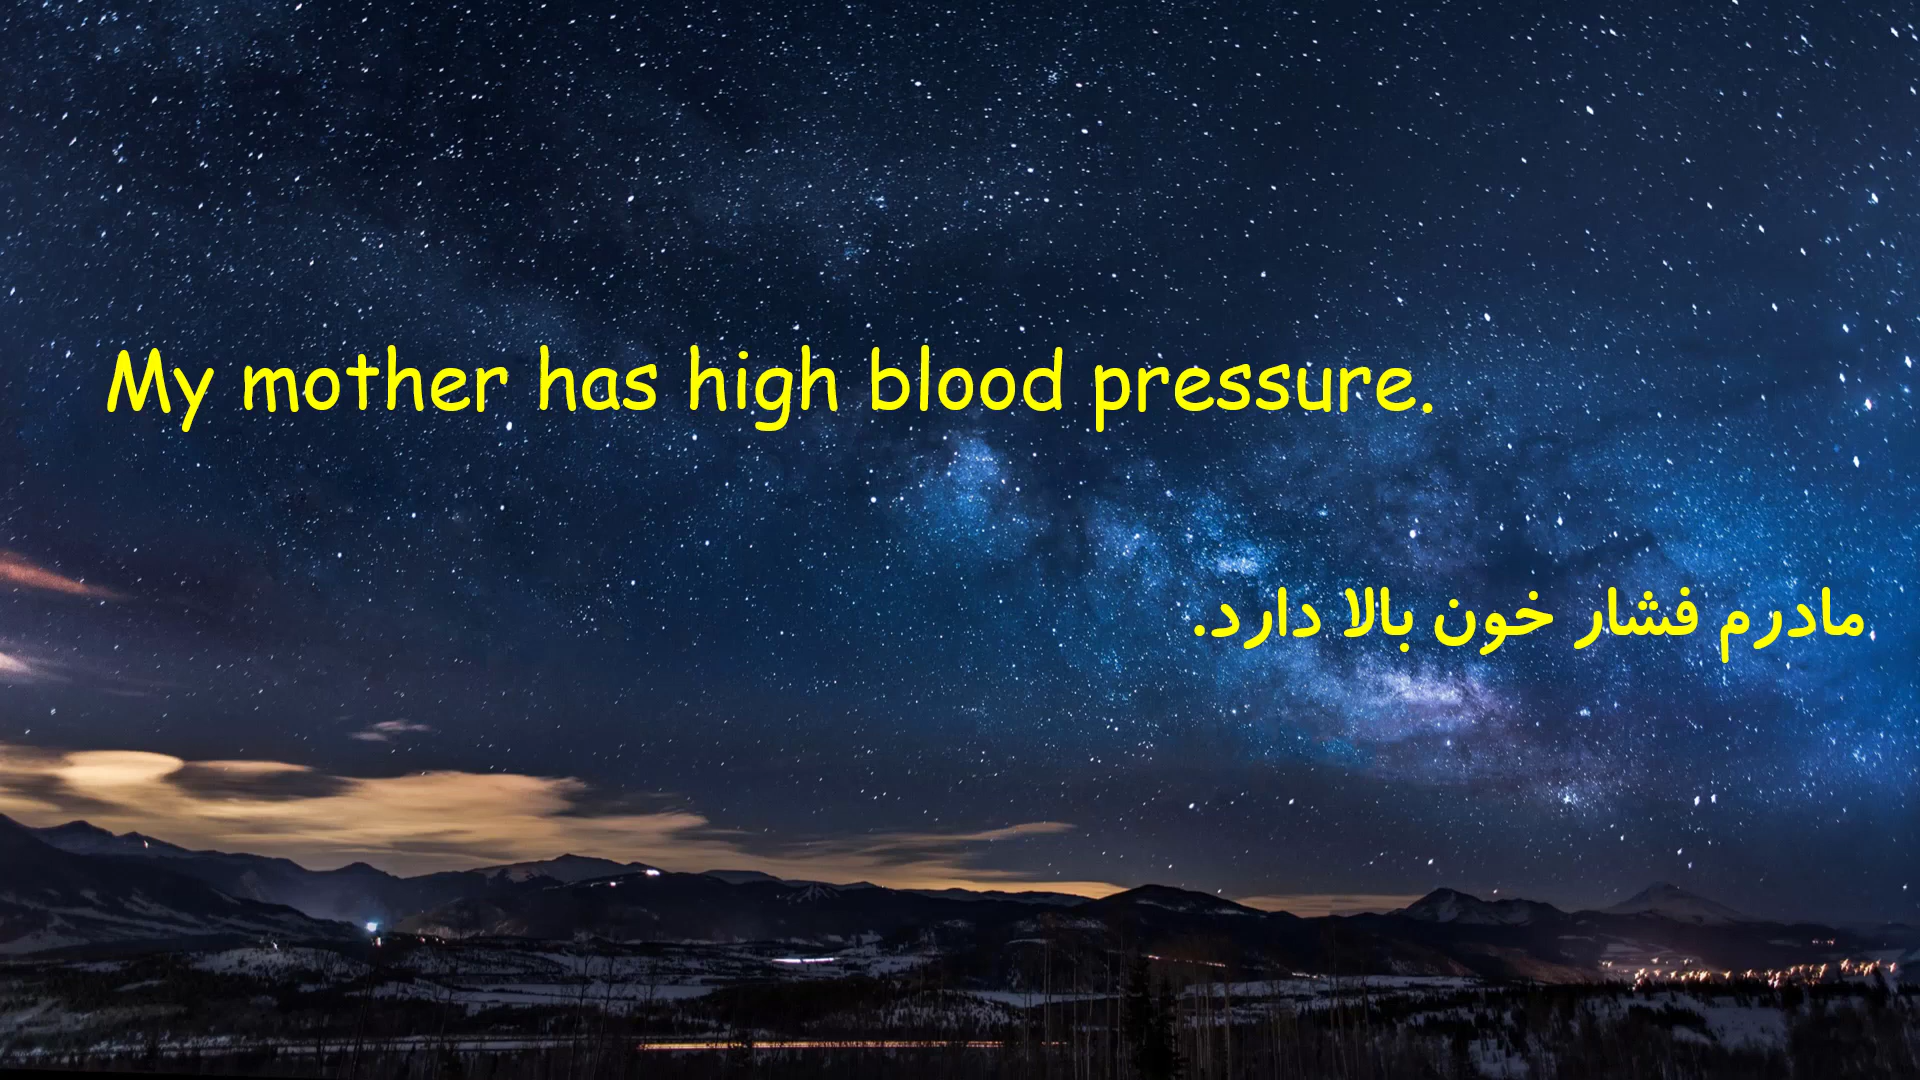 My mother has high blood pressure.
مادرم فشار خون بالا دارد.